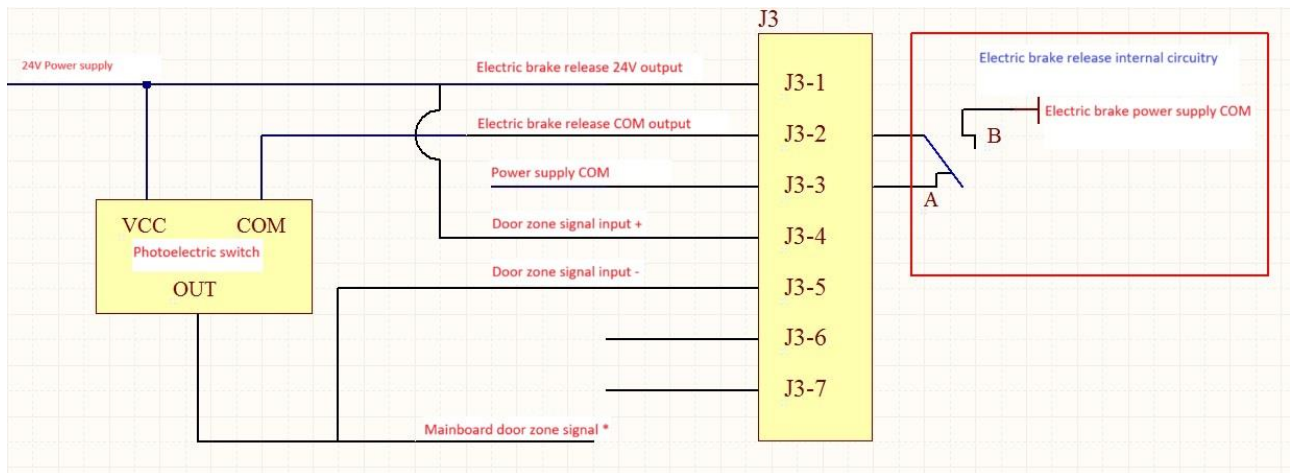 J3
24V Power supply
Electric brake release 24V output
J3-1
Electric brake release internal circuitry
Electric brake release COM output
J3-2
B
Electric brake power supply COM
Power supply COM
J3-3
A
VCC
COM
Photoelectric switch
OUT
Door zone signal input +
J3-4
Door zone signal input -
J3-5
J3-6
J3-7
Mainboard door zone signal *